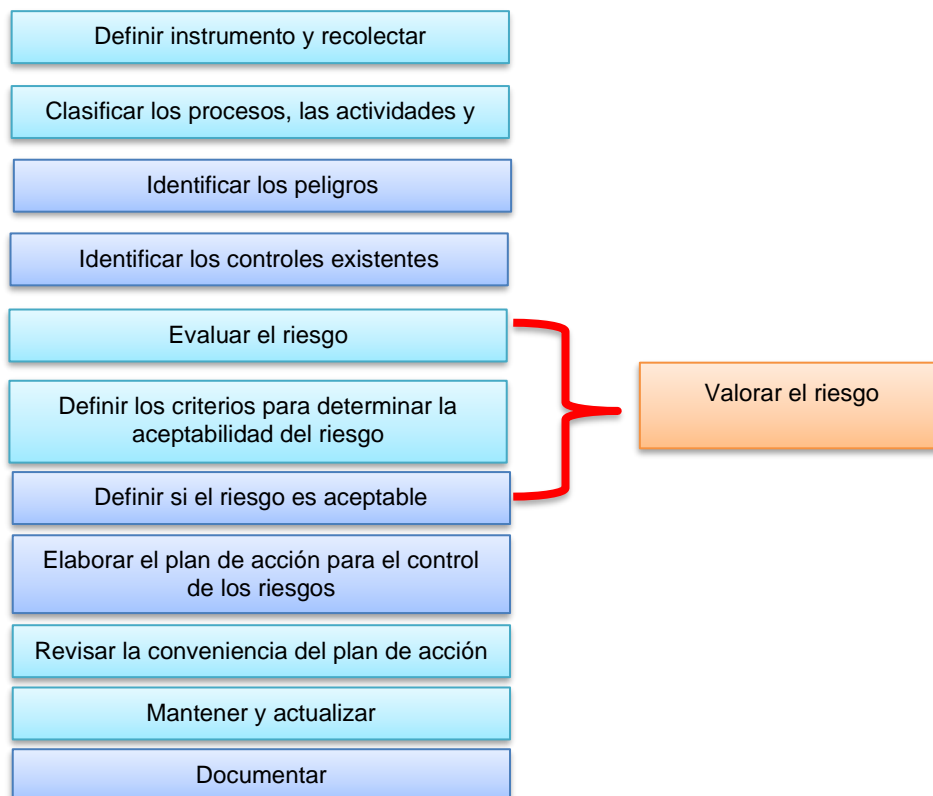 Definir instrumento y recolectar
Clasificar los procesos, las actividades y
Identificar los peligros
Identificar los controles existentes
Evaluar el riesgo
Definir los criterios para determinar la
aceptabilidad del riesgo
Definir si el riesgo es aceptable
Valorar el riesgo
Elaborar el plan de acción para el control
de los riesgos
Revisar la conveniencia del plan de acción
Mantener y actualizar
Documentar